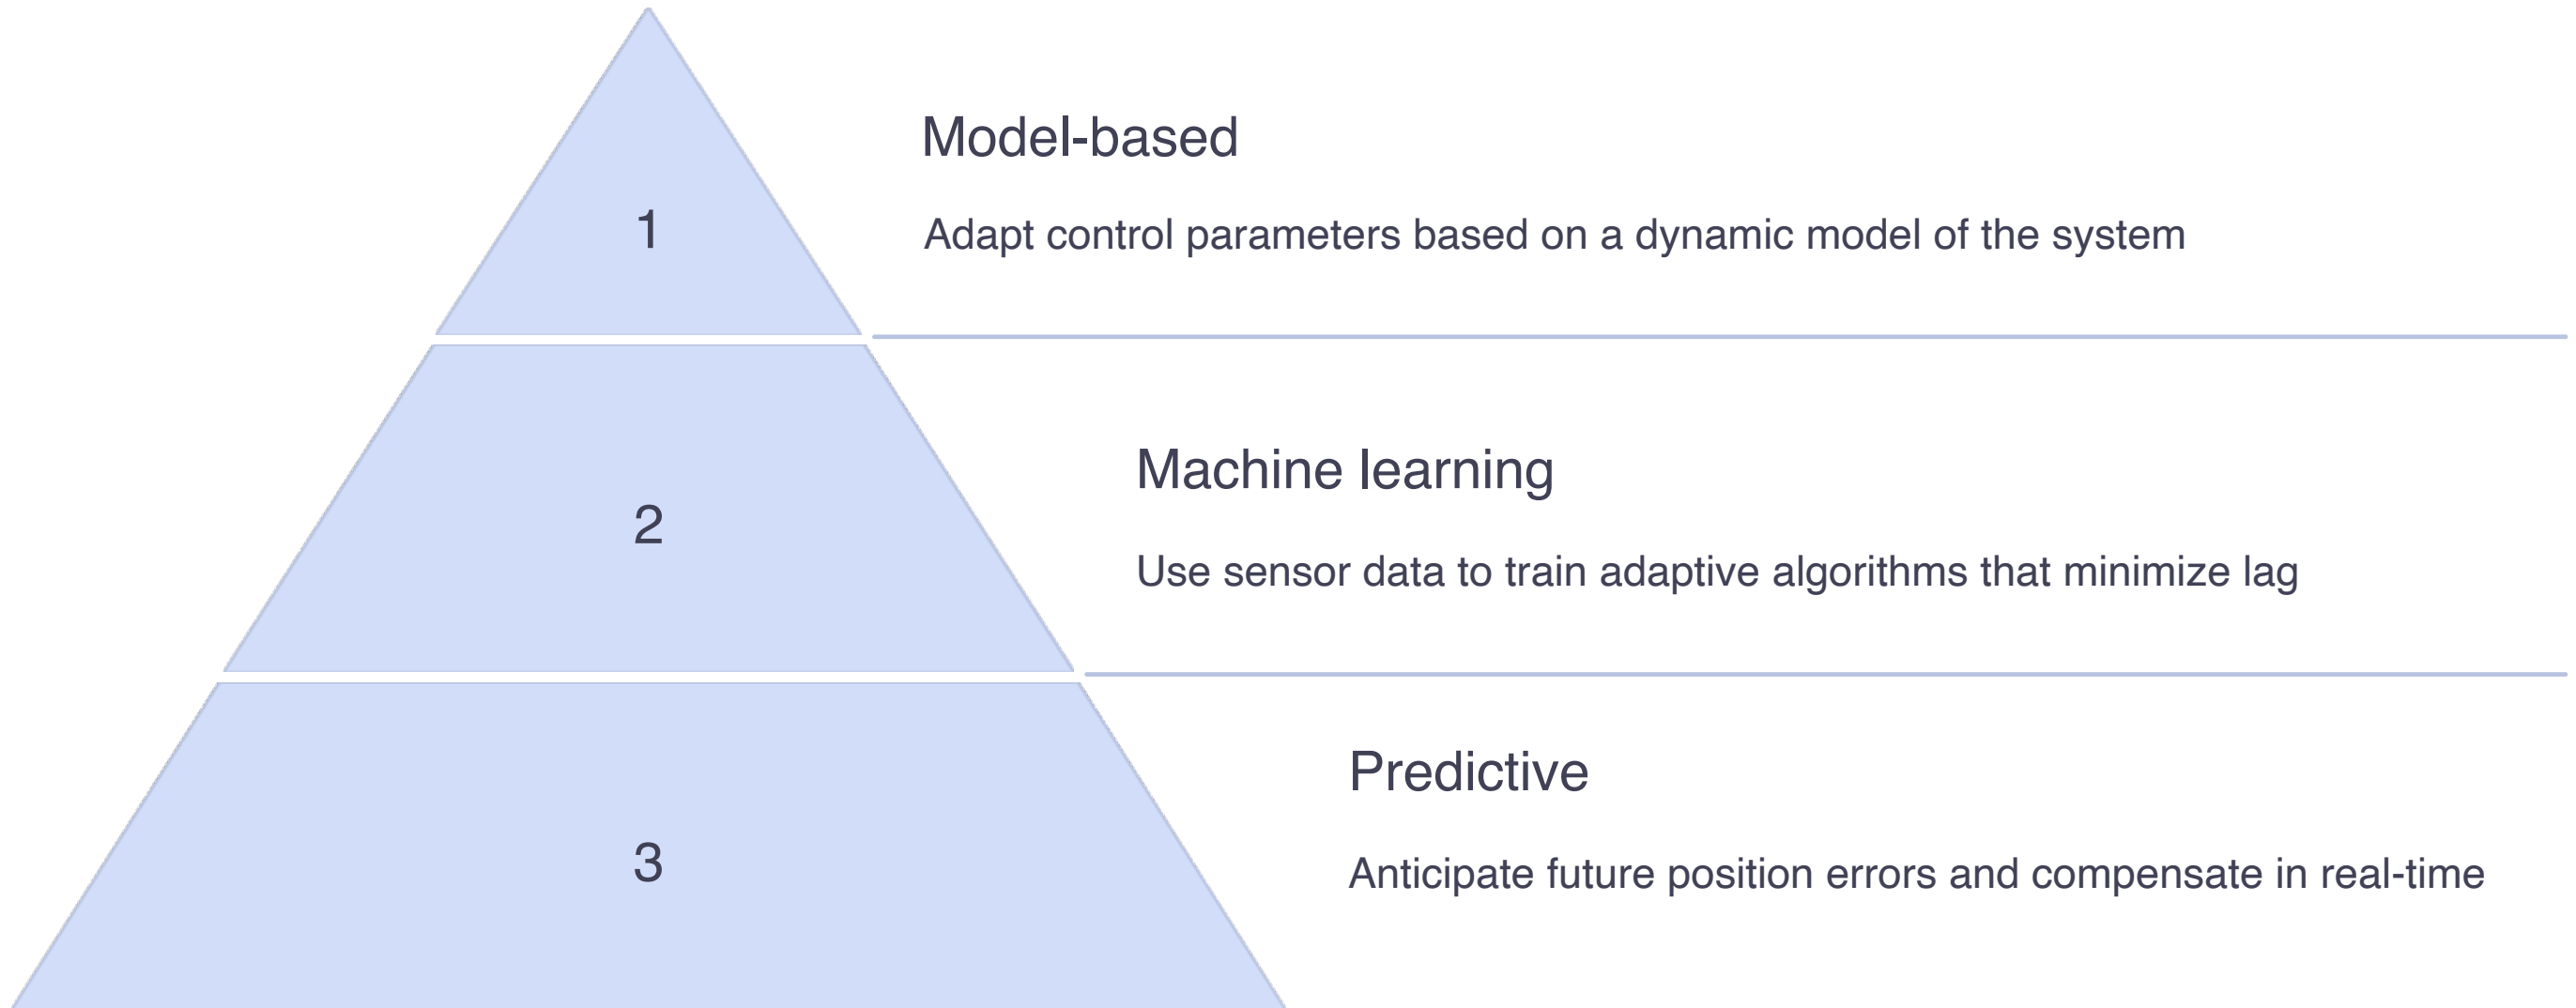 Model-based
1
Adapt control parameters based on a dynamic model of the system
Machine learning
2
Use sensor data to train adaptive algorithms that minimize lag
Predictive
3
Anticipate future position errors and compensate in real-time